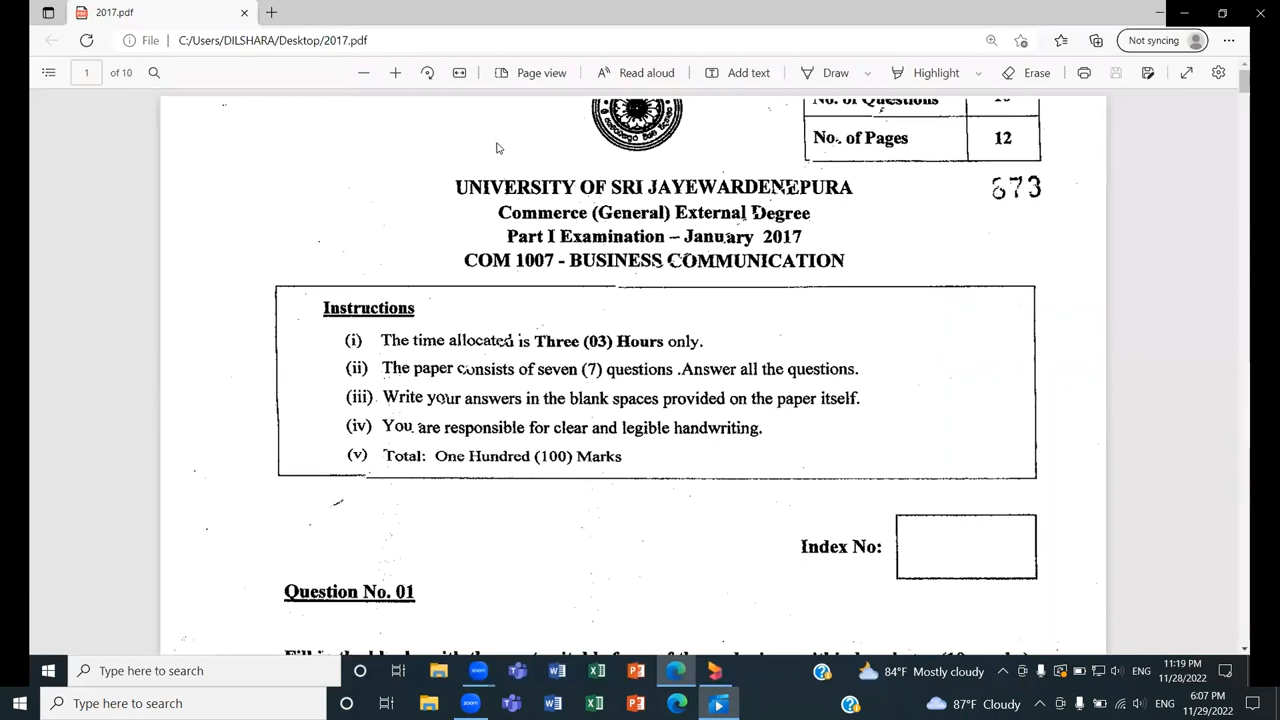 2017.pdf
File C:/Users/DILSHARA/Desktop/2017.pdf
Not syncing
1 of 10
Page view
Read aloud
Add text
Draw
Highlight
Erase
No. of Questions
No. of Pages 12
UNIVERSITY OF SRI JAYEWARDENEPURA
673
Commerce (General) External Degree
Part I Examination – January 2017
COM 1007 - BUSINESS COMMUNICATION
Instructions
(i) The time allocated is Three (03) Hours only.
(ii) The paper consists of seven (7) questions .Answer all the questions.
(iii) Write your answers in the blank spaces provided on the paper itself.
(iv) You are responsible for clear and legible handwriting.
(v) Total: One Hundred (100) Marks
Index No:
Question No. 01
Type here to search
84°F Mostly cloudy
ENG
11:19 PM
11/28/2022
Type here to search
87°F Cloudy
ENG
6:07 PM
11/29/2022